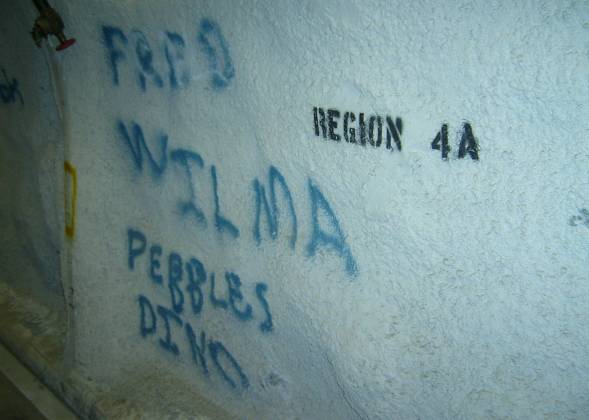 FRED
REGION 4A
WILMA
PEBBLES
DINO